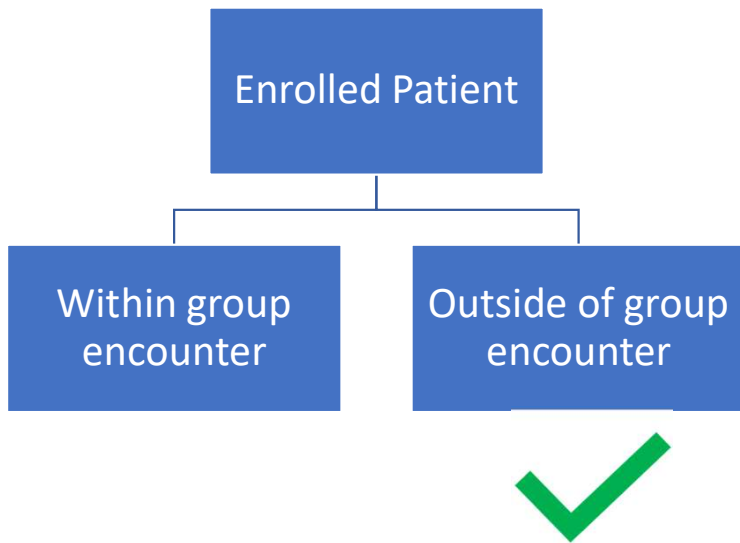 Enrolled Patient
Within group
encounter
Outside of group
encounter